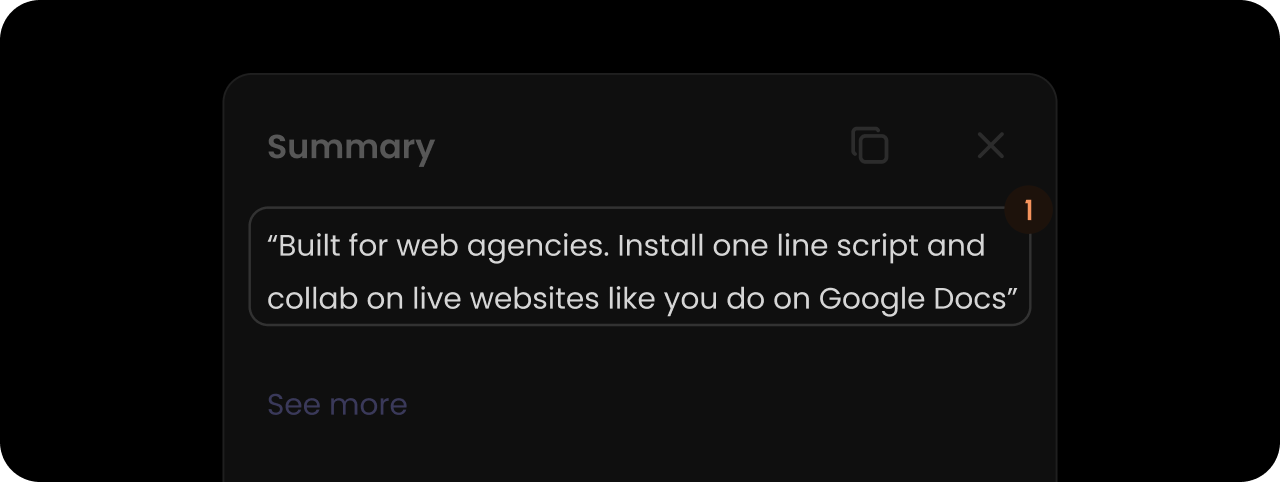 Summary
1
“Built for web agencies. Install one line script and
collab on live websites like you do on Google Docs”
See more